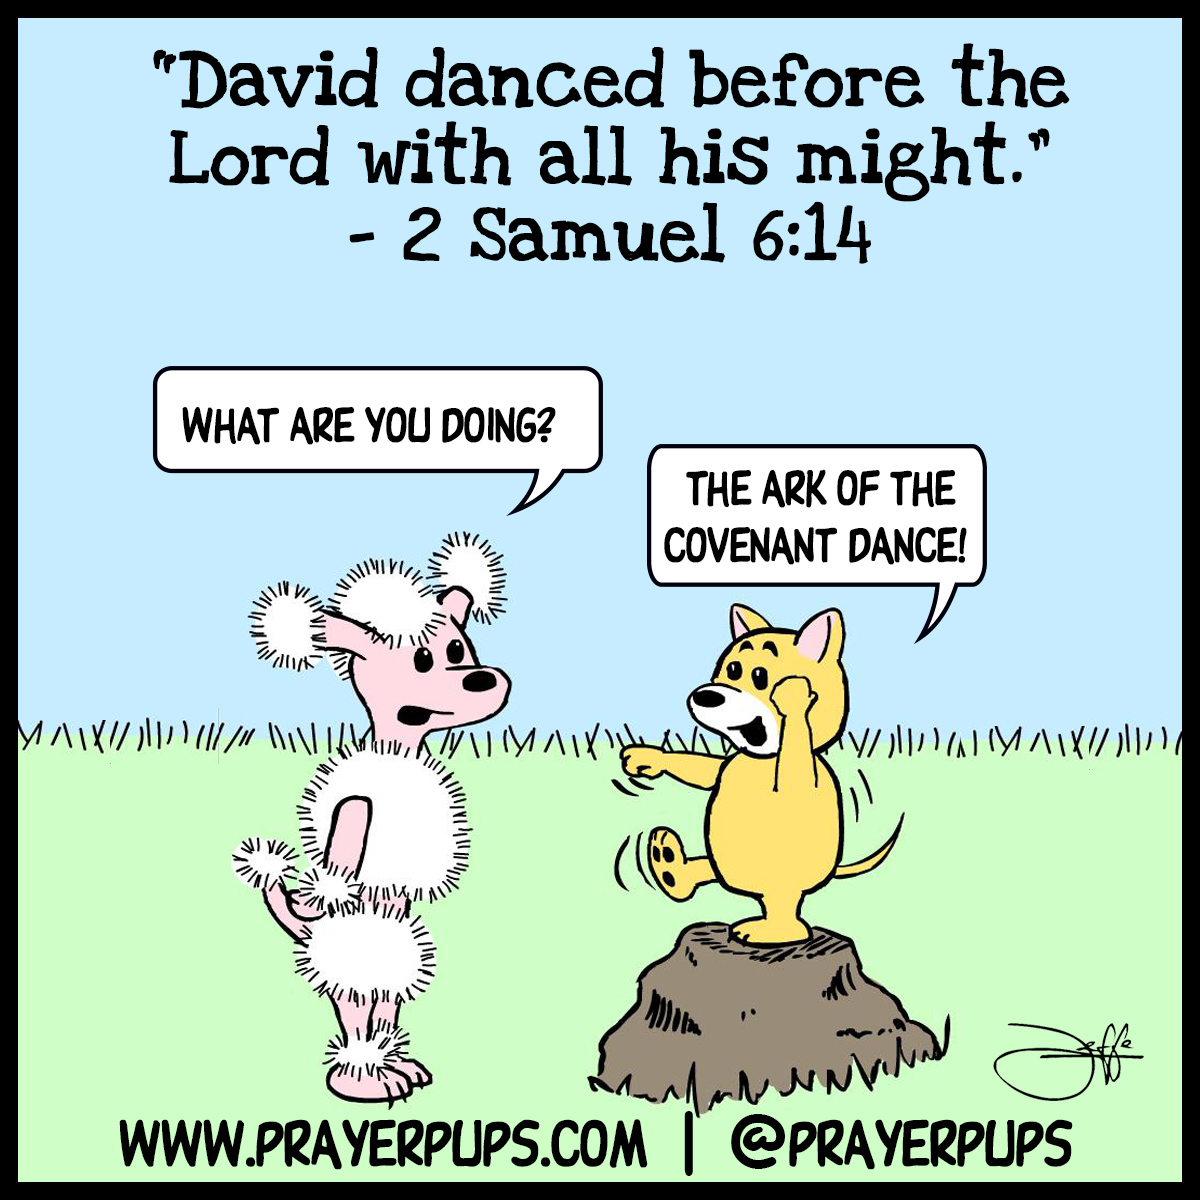 "David danced before the
Lord with all his might."
- 2 Samuel 6:14
WHAT ARE YOU DOING?
THE ARK OF THE
COVENANT DANCE!
Jeffe
WWW.PRAYERPUPS.COM | @PRAYERPUPS